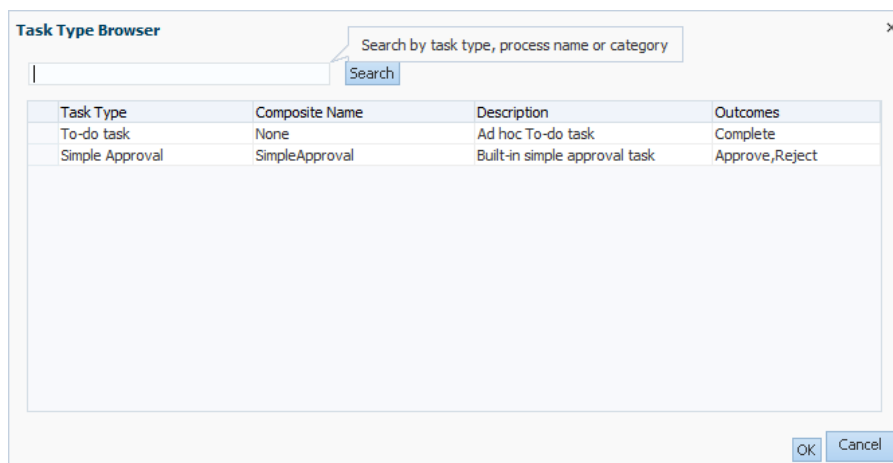 Task Type Browser
Search by task type, process name or category
Search
Task Type Composite Name Description Outcomes
To-do task None Ad hoc To-do task Complete
Simple Approval SimpleApproval Built-in simple approval task Approve,Reject
OK Cancel